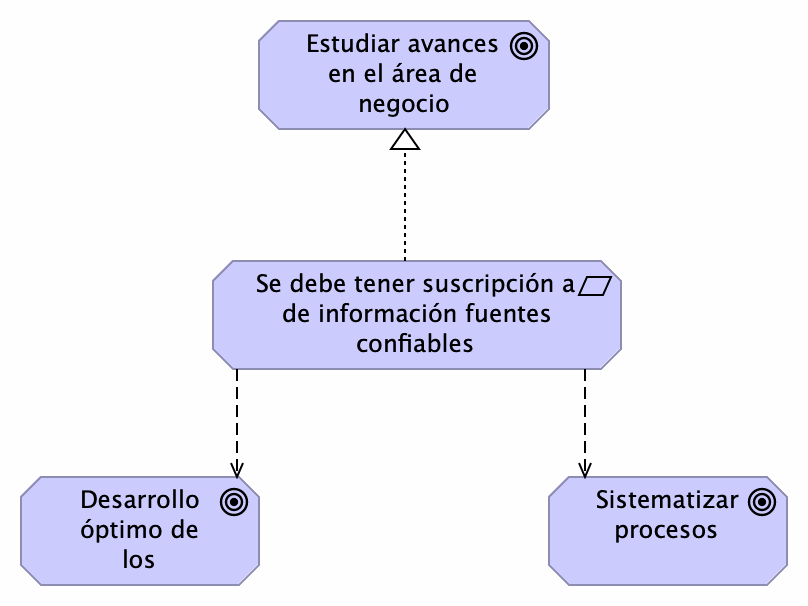 Estudiar avances
en el área de
negocio
Se debe tener suscripción a
de información fuentes
confiables
Desarrollo
óptimo de
los
Sistematizar
procesos